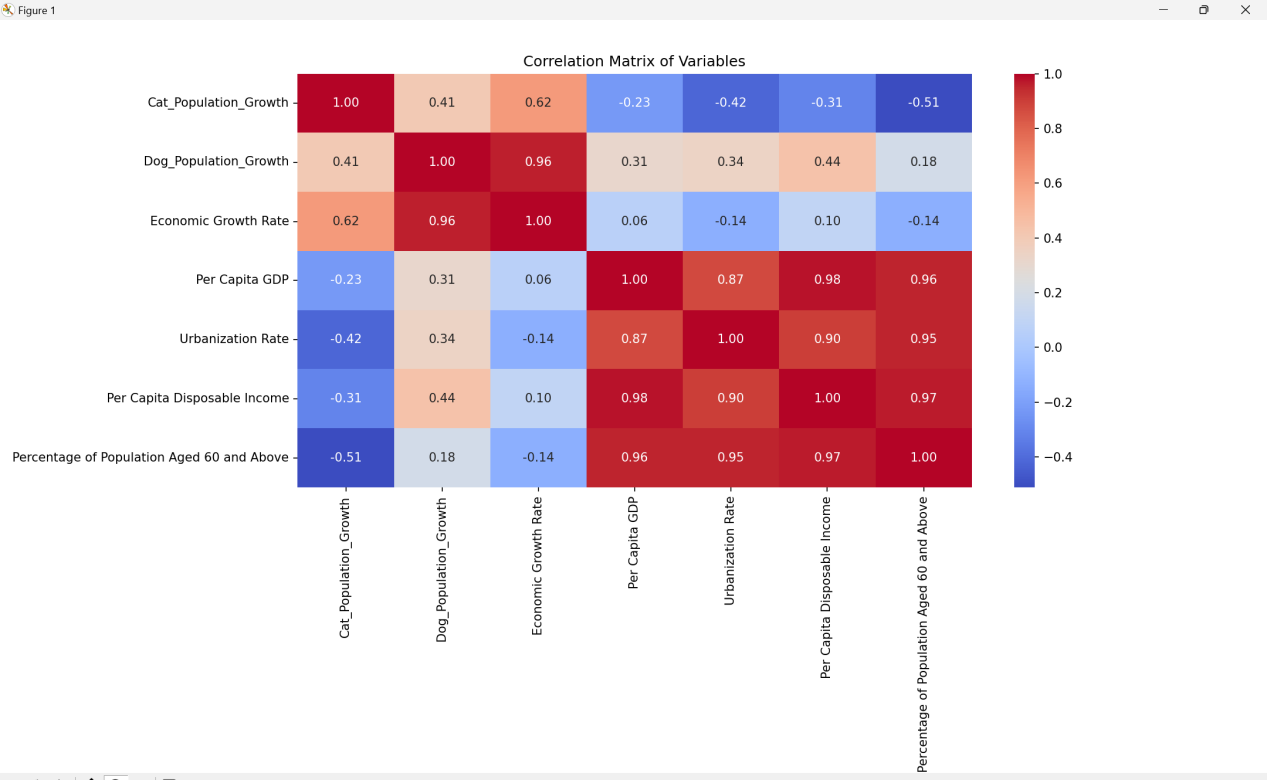 Figure 1
Correlation Matrix of Variables
Cat_Population_Growth 1.00 0.41 0.62 -0.23 -0.42 -0.31 -0.51
Dog_Population_Growth 0.41 1.00 0.96 0.31 0.34 0.44 0.18
Economic Growth Rate 0.62 0.96 1.00 0.06 -0.14 0.10 -0.14
Per Capita GDP -0.23 0.31 0.06 1.00 0.87 0.98 0.96
Urbanization Rate -0.42 0.34 -0.14 0.87 1.00 0.90 0.95
Per Capita Disposable Income -0.31 0.44 0.10 0.98 0.90 1.00 0.97
Percentage of Population Aged 60 and Above -0.51 0.18 -0.14 0.96 0.95 0.97 1.00
Cat_Population_Growth
Dog_Population_Growth
Economic Growth Rate
Per Capita GDP
Urbanization Rate
Per Capita Disposable Income
Percentage of Population Aged 60 and Above
1.0
0.8
0.6
0.4
0.2
0.0
−0.2
−0.4